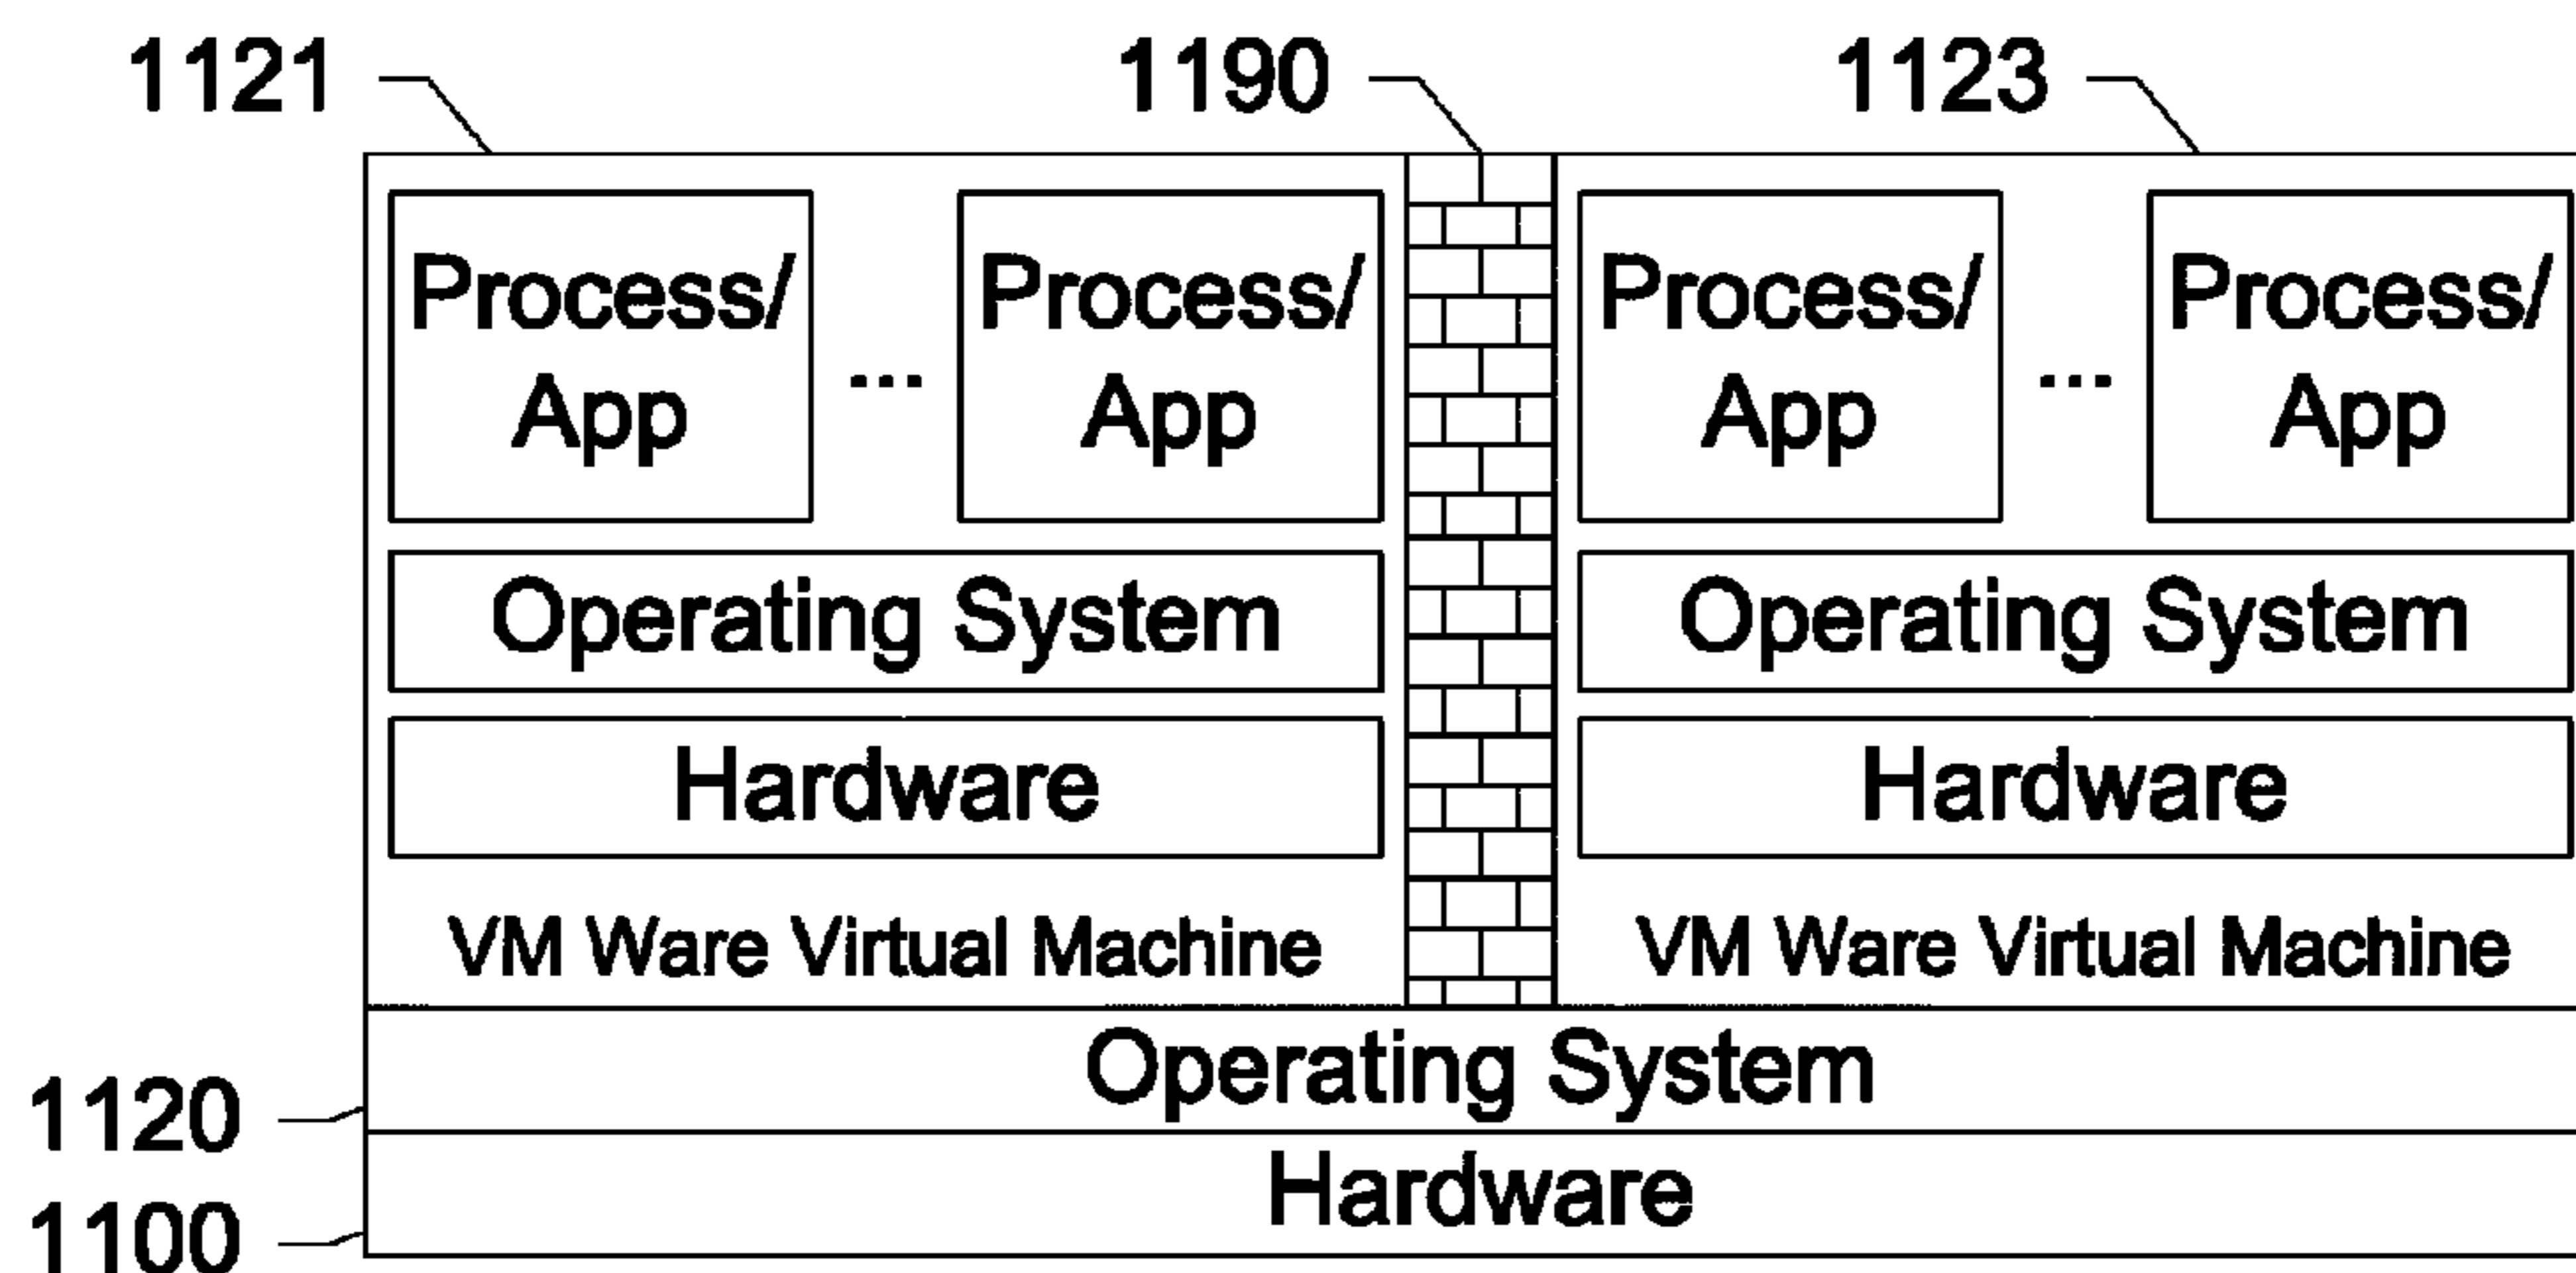 1121 1190 1123
Process/ Process/ Process/ Process/
App ... App App ... App
Operating System Operating System
Hardware Hardware
VM Ware Virtual Machine VM Ware Virtual Machine
Operating System
1120
Hardware
1100